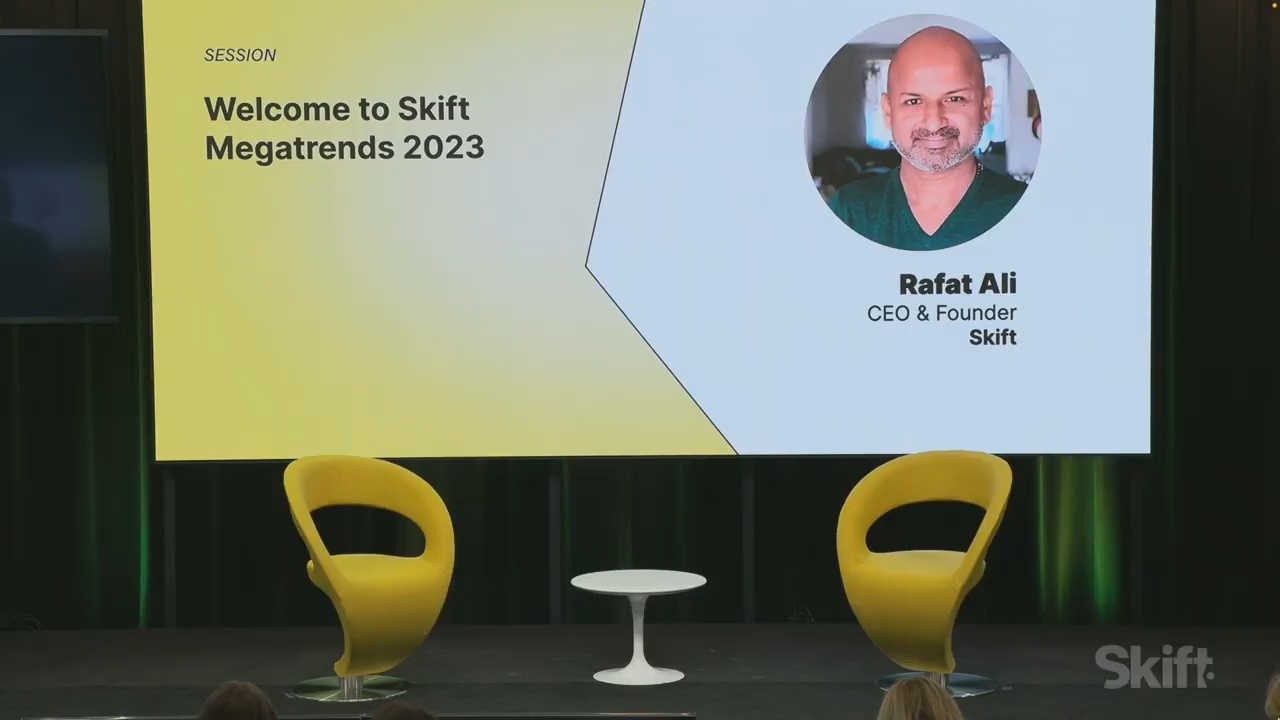 SESSION
Welcome to Skift
Megatrends 2023
Rafat Ali
CEO & Founder
Skift
Skift